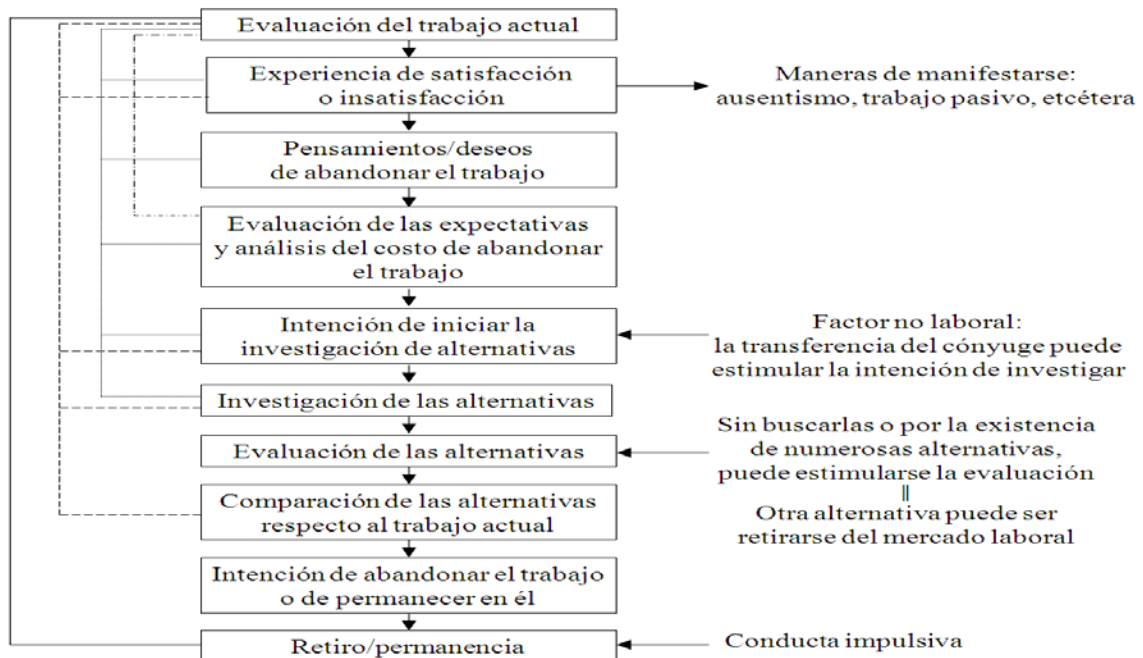 Evaluación del trabajo actual
Experiencia de satisfacción
o insatisfacción
Maneras de manifestarse:
ausentismo, trabajo pasivo, etcétera
Pensamientos/deseos
de abandonar el trabajo
Evaluación de las expectativas
y análisis del costo de abandonar
el trabajo
Intención de iniciar la
investigación de alternativas
Factor no laboral:
la transferencia del cónyuge puede
estimular la intención de investigar
Investigación de las alternativas
Evaluación de las alternativas
Sin buscarlas o por la existencia
de numerosas alternativas,
puede estimularse la evaluación
Otra alternativa puede ser
retirarse del mercado laboral
Comparación de las alternativas
respecto al trabajo actual
Intención de abandonar el trabajo
o de permanecer en él
Retiro/permanencia
Conducta impulsiva